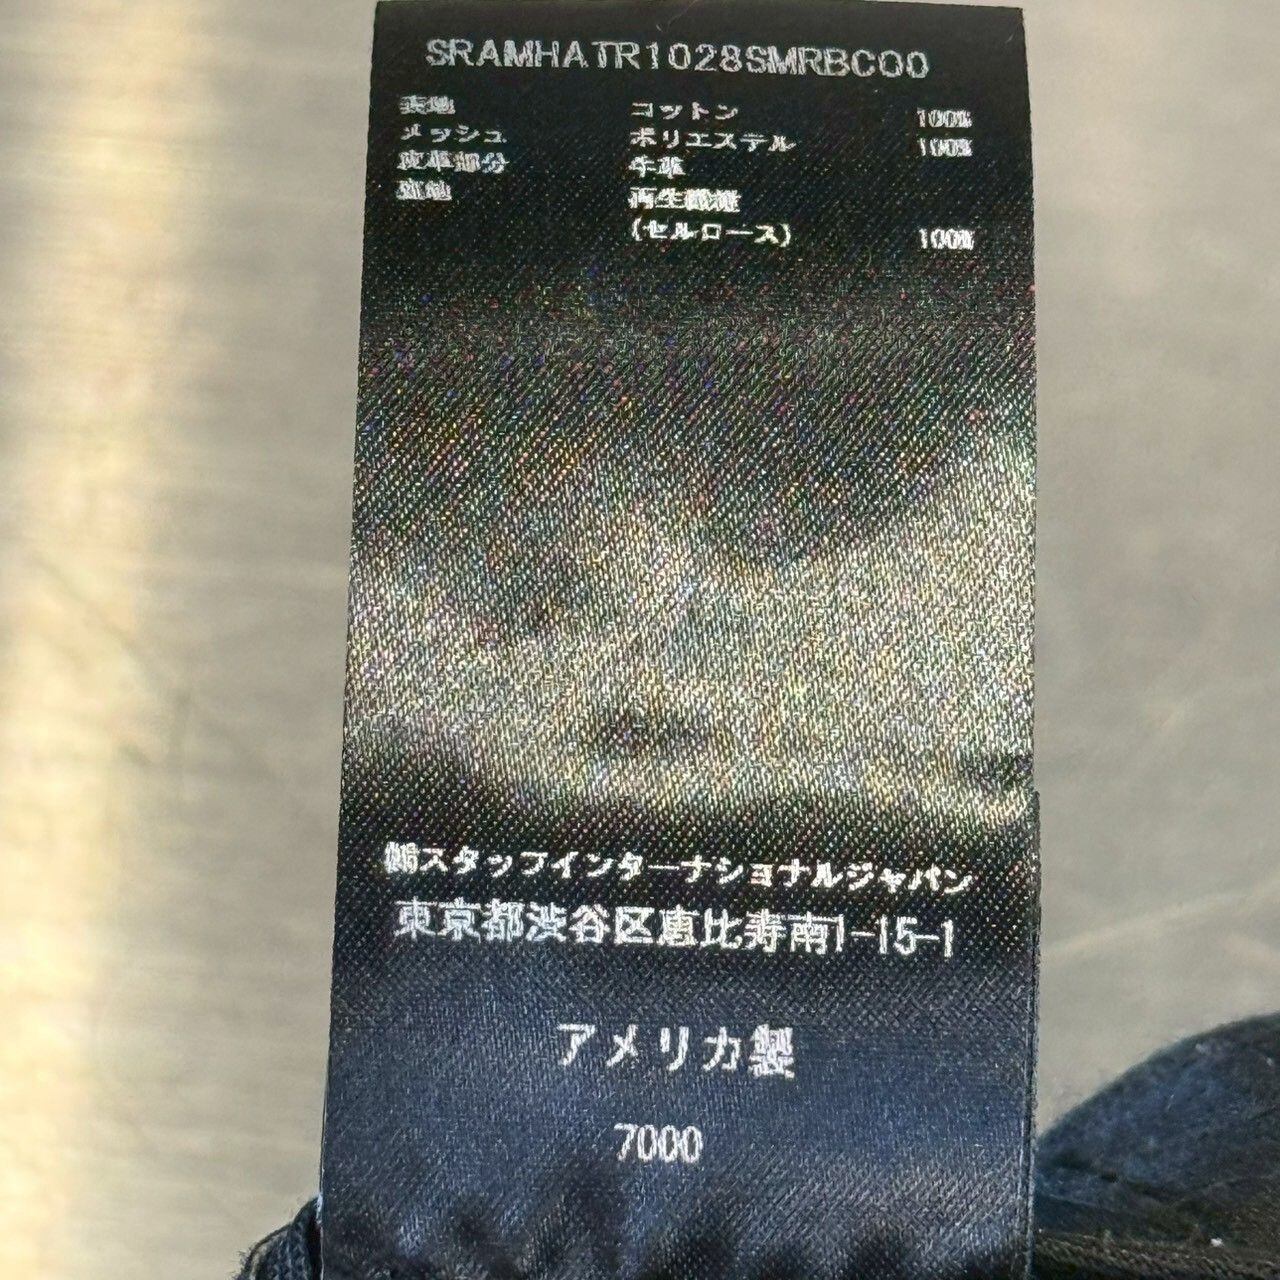 SRAMHATR1028SMRBC00
表地 コットン 100%
メッシュ ポリエステル 100%
皮革部分 牛革
裏地 再生繊維
(セルロース) 100%
㈱スタッフインターナショナルジャパン
東京都渋谷区恵比寿南1-15-1
アメリカ製
7000